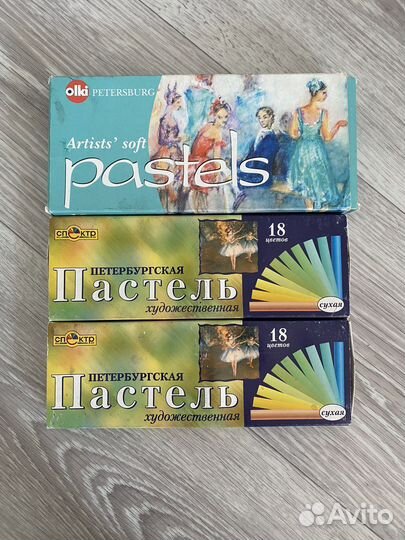 olki PETERSBURG
Artists' soft
pastels
СПЕКТР
ПЕТЕРБУРГСКАЯ
Пастель
художественная
18
цветов
сухая
СПЕКТР
ПЕТЕРБУРГСКАЯ
Пастель
художественная
18
цветов
сухая
Avito